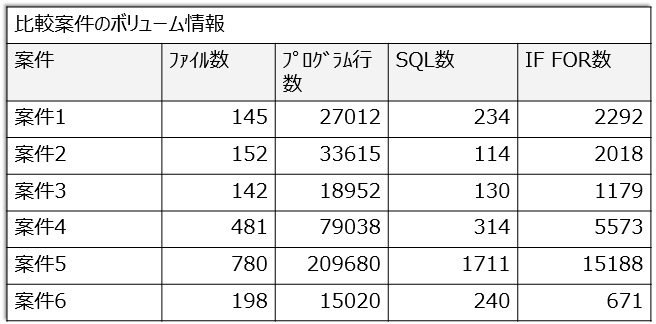 比較案件のﾎﾞﾘｭｰﾑ情報
案件 ﾌｧｲﾙ数 ﾌﾟﾛｸﾞﾗﾑ行数 SQL数 IF FOR数
案件1 145 27012 234 2292
案件2 152 33615 114 2018
案件3 142 18952 130 1179
案件4 481 79038 314 5573
案件5 780 209680 1711 15188
案件6 198 15020 240 671